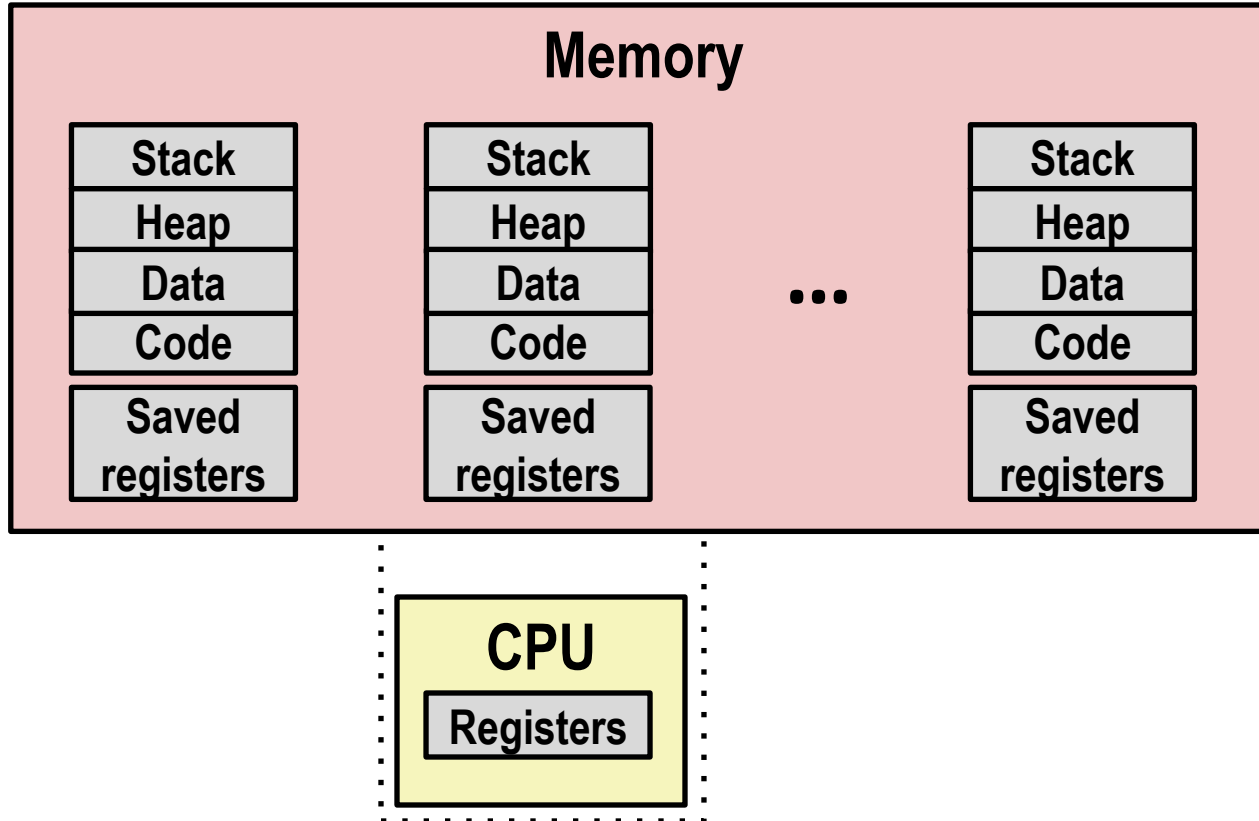 Memory
Stack
Heap
Data
Code
Saved
registers
Stack
Heap
Data
Code
Saved
registers
...
Stack
Heap
Data
Code
Saved
registers
CPU
Registers